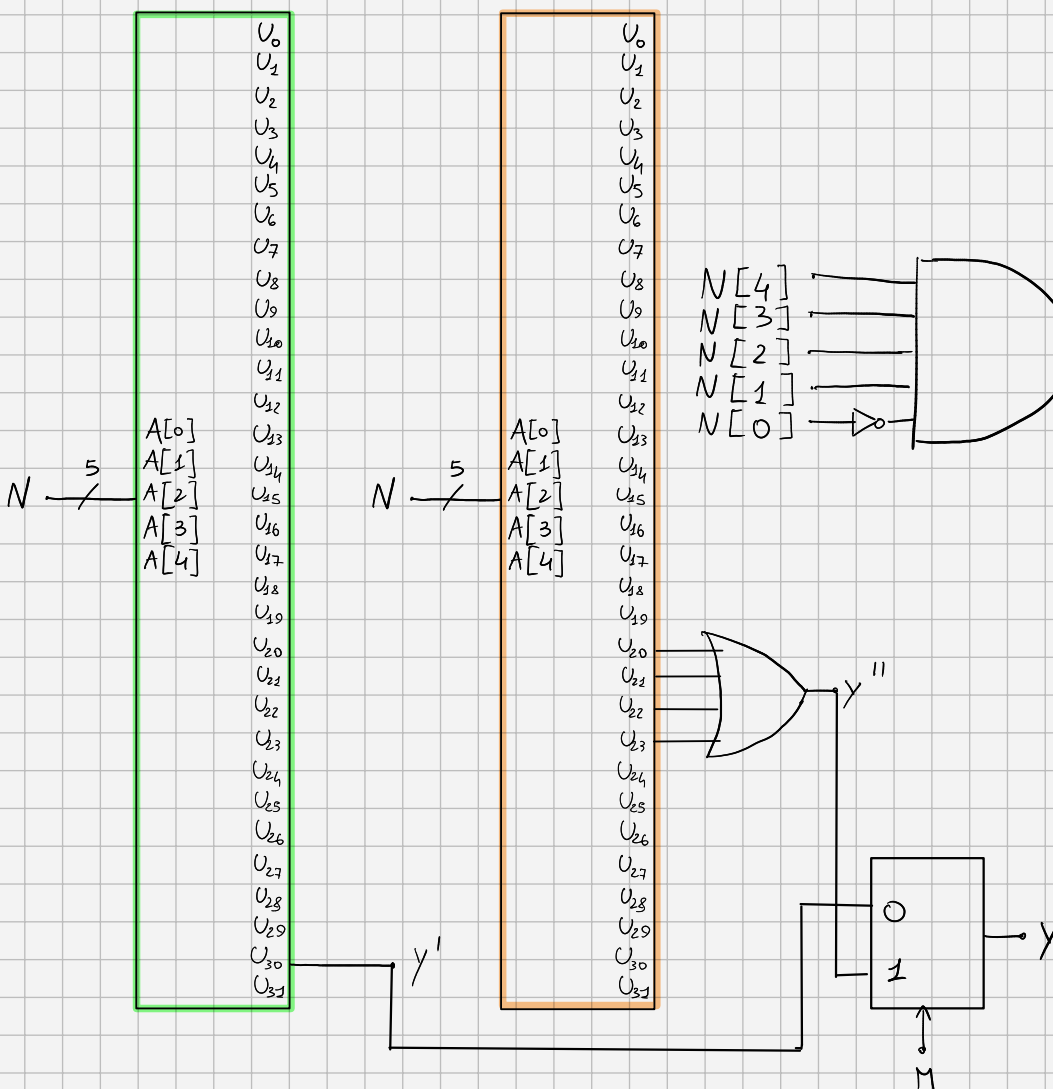 U0
U1
U2
U3
U4
U5
U6
U7
U8
U9
U10
U11
U12
U13
U14
U15
U16
U17
U18
U19
U20
U21
U22
U23
U24
U25
U26
U27
U28
U29
U30
U31
A[0]
A[1]
A[2]
A[3]
A[4]
N
5
y'
U0
U1
U2
U3
U4
U5
U6
U7
U8
U9
U10
U11
U12
U13
U14
U15
U16
U17
U18
U19
U20
U21
U22
U23
U24
U25
U26
U27
U28
U29
U30
U31
A[0]
A[1]
A[2]
A[3]
A[4]
N
5
N[4]
N[3]
N[2]
N[1]
N[0]
y''
0
1
y
M